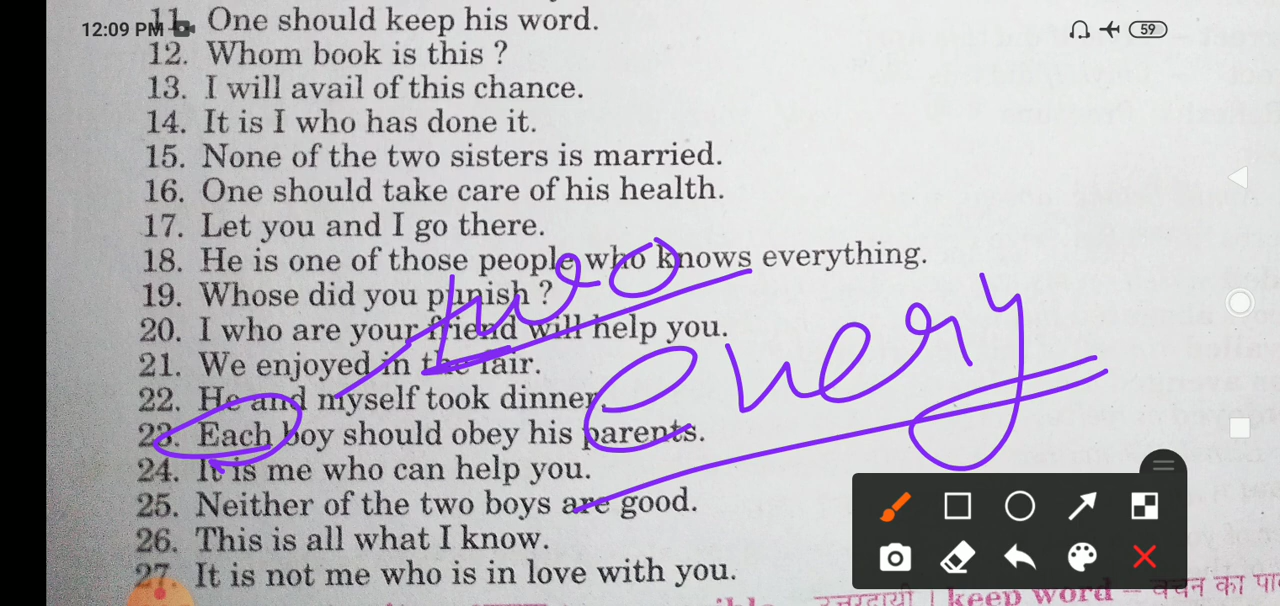 12:09 PM 59
11. One should keep his word.
12. Whom book is this ?
13. I will avail of this chance.
14. It is I who has done it.
15. None of the two sisters is married.
16. One should take care of his health.
17. Let you and I go there.
18. He is one of those people who knows everything.
two
19. Whose did you punish ?
every
20. I who are your friend will help you.
21. We enjoyed in the fair.
22. He and myself took dinner.
23. Each boy should obey his parents.
24. It is me who can help you.
25. Neither of the two boys are good.
26. This is all what I know.
27. It is not me who is in love with you.
keep word – वचन का